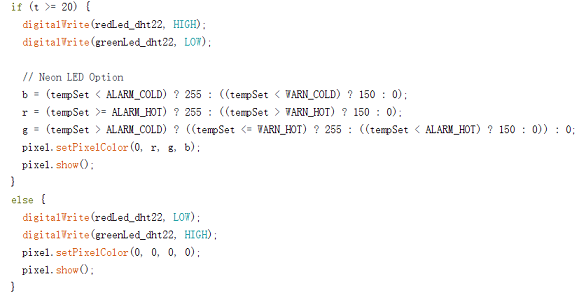 if (t >= 20) {
digitalWrite(redLed_dht22, HIGH);
digitalWrite(greenLed_dht22, LOW);
// Neon LED Option
b = (tempSet < ALARM_COLD) ? 255 : ((tempSet < WARN_COLD) ? 150 : 0);
r = (tempSet >= ALARM_HOT) ? 255 : ((tempSet > WARN_HOT) ? 150 : 0);
g = (tempSet > ALARM_COLD) ? ((tempSet <= WARN_HOT) ? 255 : ((tempSet < ALARM_HOT) ? 150 : 0)) : 0;
pixel.setPixelColor(0, r, g, b);
pixel.show();
}
else {
digitalWrite(redLed_dht22, LOW);
digitalWrite(greenLed_dht22, HIGH);
pixel.setPixelColor(0, 0, 0, 0);
pixel.show();
}